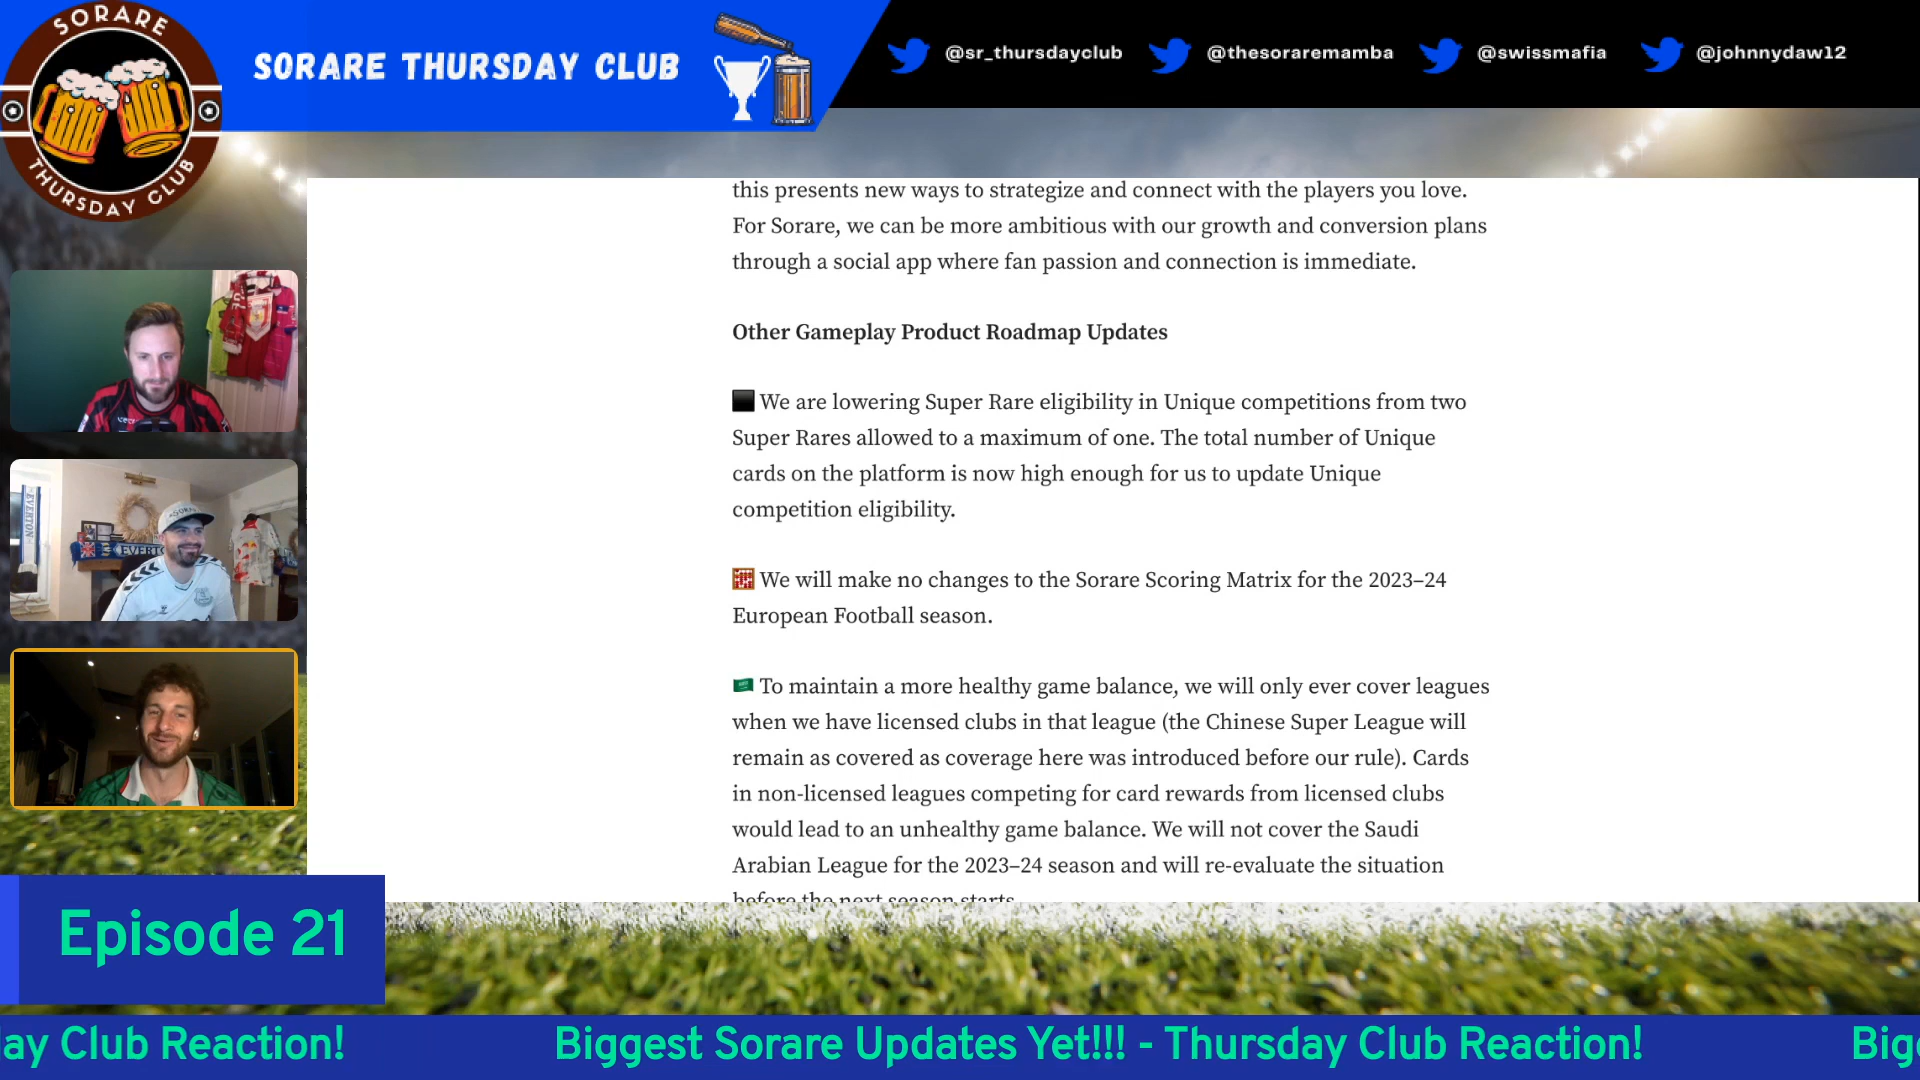 SORARE
THURSDAY CLUB
SORARE THURSDAY CLUB
@sr_thursdayclub
@thesoraremamba
@swissmafia
@johnnydaw12
this presents new ways to strategize and connect with the players you love.
For Sorare, we can be more ambitious with our growth and conversion plans
through a social app where fan passion and connection is immediate.
Other Gameplay Product Roadmap Updates
We are lowering Super Rare eligibility in Unique competitions from two
Super Rares allowed to a maximum of one. The total number of Unique
cards on the platform is now high enough for us to update Unique
competition eligibility.
We will make no changes to the Sorare Scoring Matrix for the 2023–24
European Football season.
To maintain a more healthy game balance, we will only ever cover leagues
when we have licensed clubs in that league (the Chinese Super League will
remain as covered as coverage here was introduced before our rule). Cards
in non-licensed leagues competing for card rewards from licensed clubs
would lead to an unhealthy game balance. We will not cover the Saudi
Arabian League for the 2023–24 season and will re-evaluate the situation
before the next season starts.
EVERTON
EVERTO
Episode 21
ay Club Reaction!
Biggest Sorare Updates Yet!!! - Thursday Club Reaction!
Big